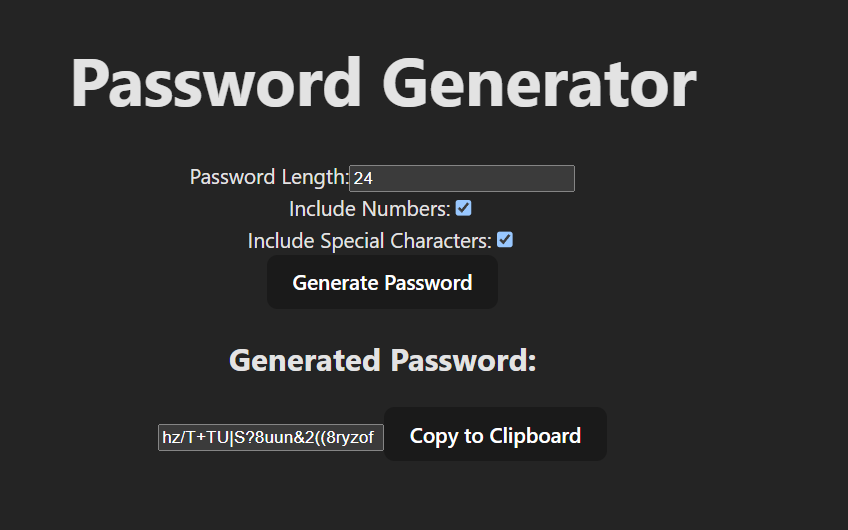 Password Generator
Password Length: 24
Include Numbers:
Include Special Characters:
Generate Password
Generated Password:
hz/T+TU|S?8uun&2((8ryzof Copy to Clipboard